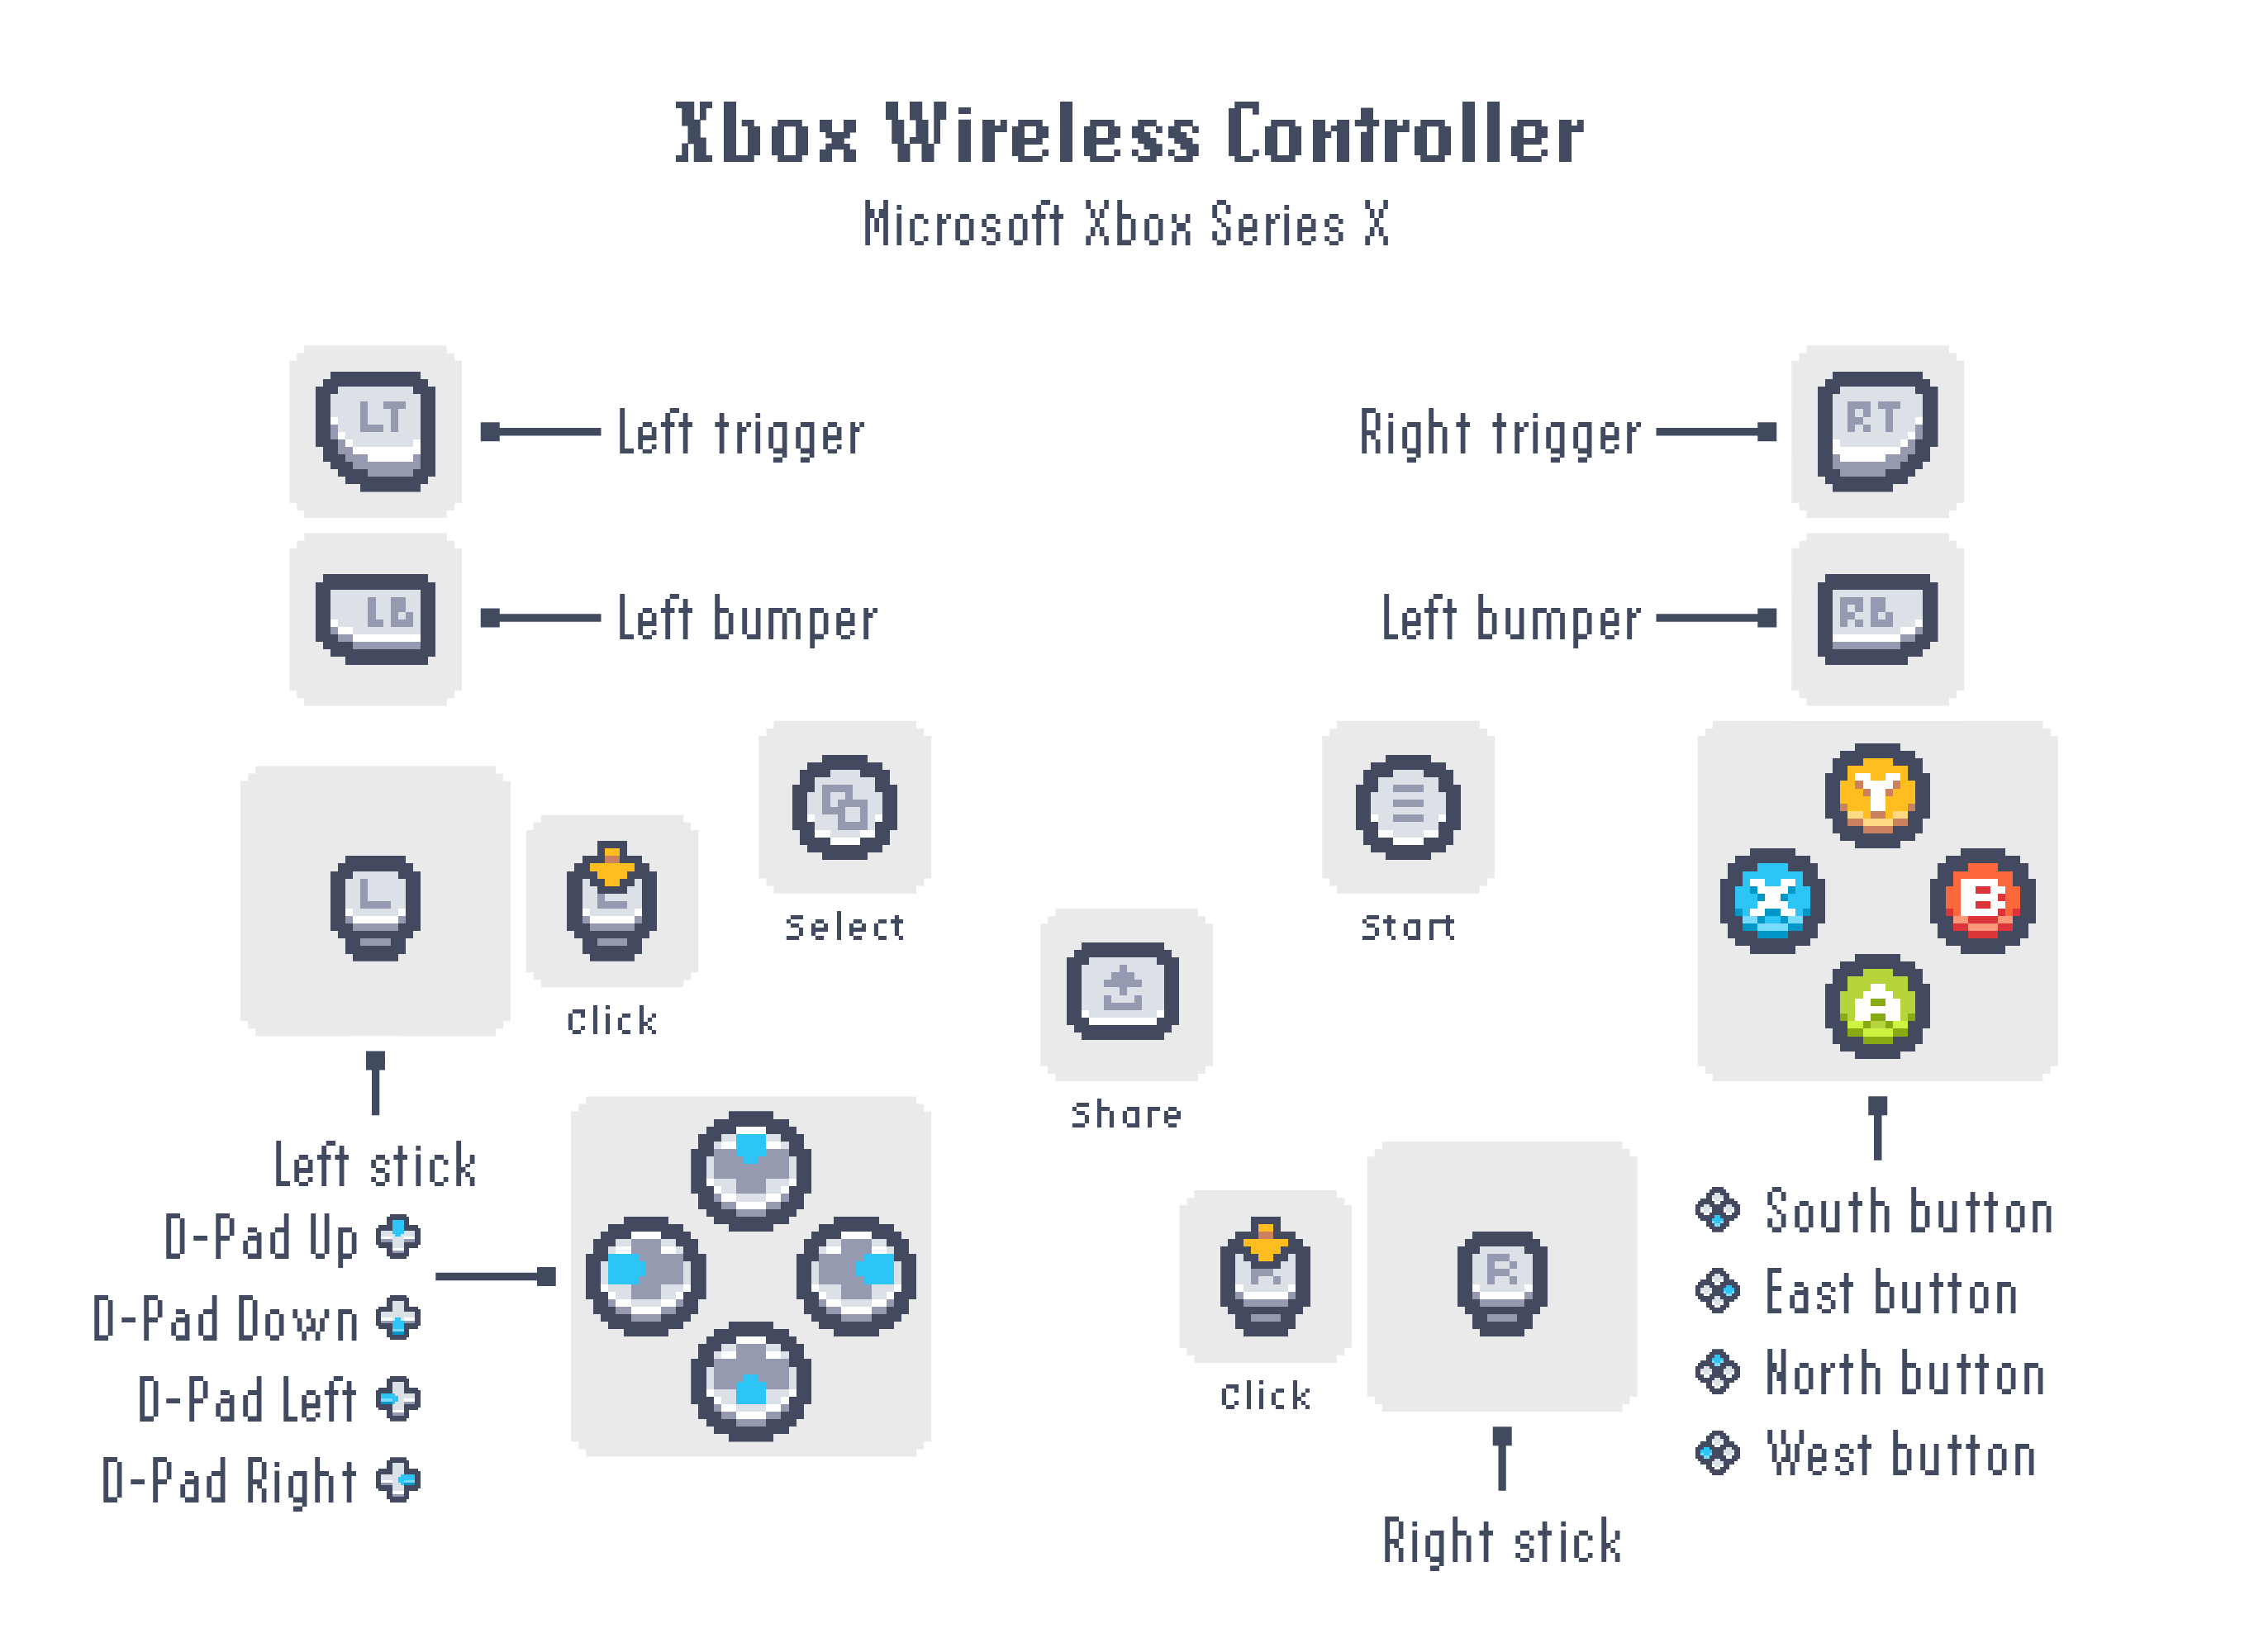 Xbox Wireless Controller
Microsoft Xbox Series X
LT
Left trigger
Right trigger
RT
LB
Left bumper
Left bumper
RB
Y
X
B
A
L
L
Select
Start
Click
Share
Left stick
D-Pad Up
D-Pad Down
D-Pad Left
D-Pad Right
R
R
Click
Right stick
South button
East button
North button
West button